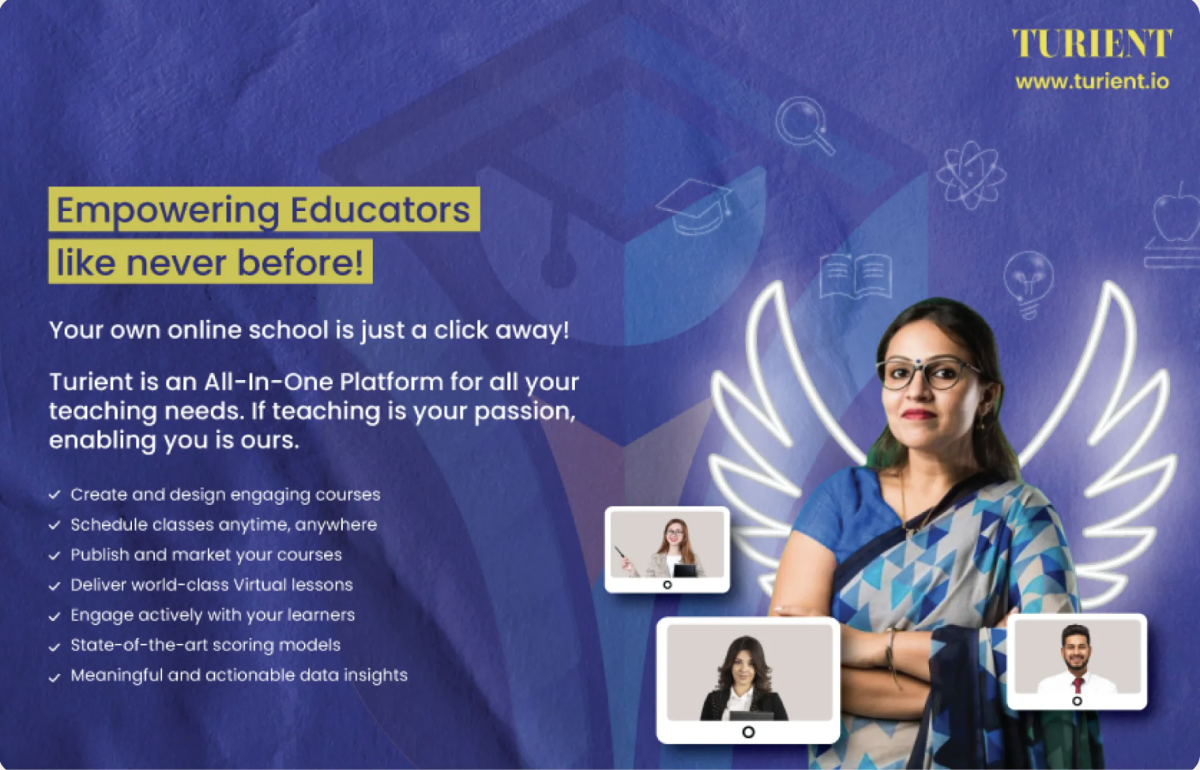 TURIENT
www.turient.io
Empowering Educators
like never before!
Your own online school is just a click away!
Turient is an All-In-One Platform for all your
teaching needs. If teaching is your passion,
enabling you is ours.
Create and design engaging courses
Schedule classes anytime, anywhere
Publish and market your courses
Deliver world-class Virtual lessons
Engage actively with your learners
State-of-the-art scoring models
Meaningful and actionable data insights